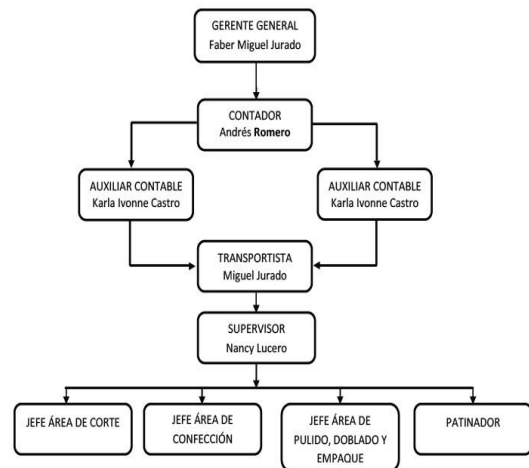 GERENTE GENERAL
Faber Miguel Jurado
CONTADOR
Andrés Romero
AUXILIAR CONTABLE
Karla Ivonne Castro
AUXILIAR CONTABLE
Karla Ivonne Castro
TRANSPORTISTA
Miguel Jurado
SUPERVISOR
Nancy Lucero
JEFE ÁREA DE CORTE
JEFE ÁREA DE
CONFECCIÓN
JEFE ÁREA DE
PULIDO, DOBLADO Y
EMPAQUE
PATINADOR